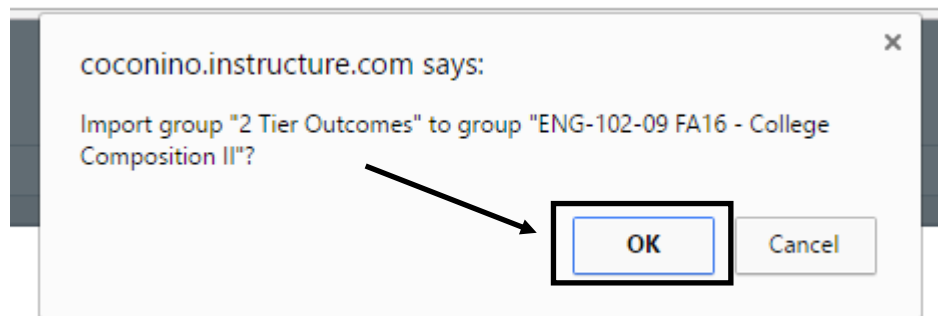 coconino.instructure.com says:
Import group "2 Tier Outcomes" to group "ENG-102-09 FA16 - College
Composition II"?
OK Cancel